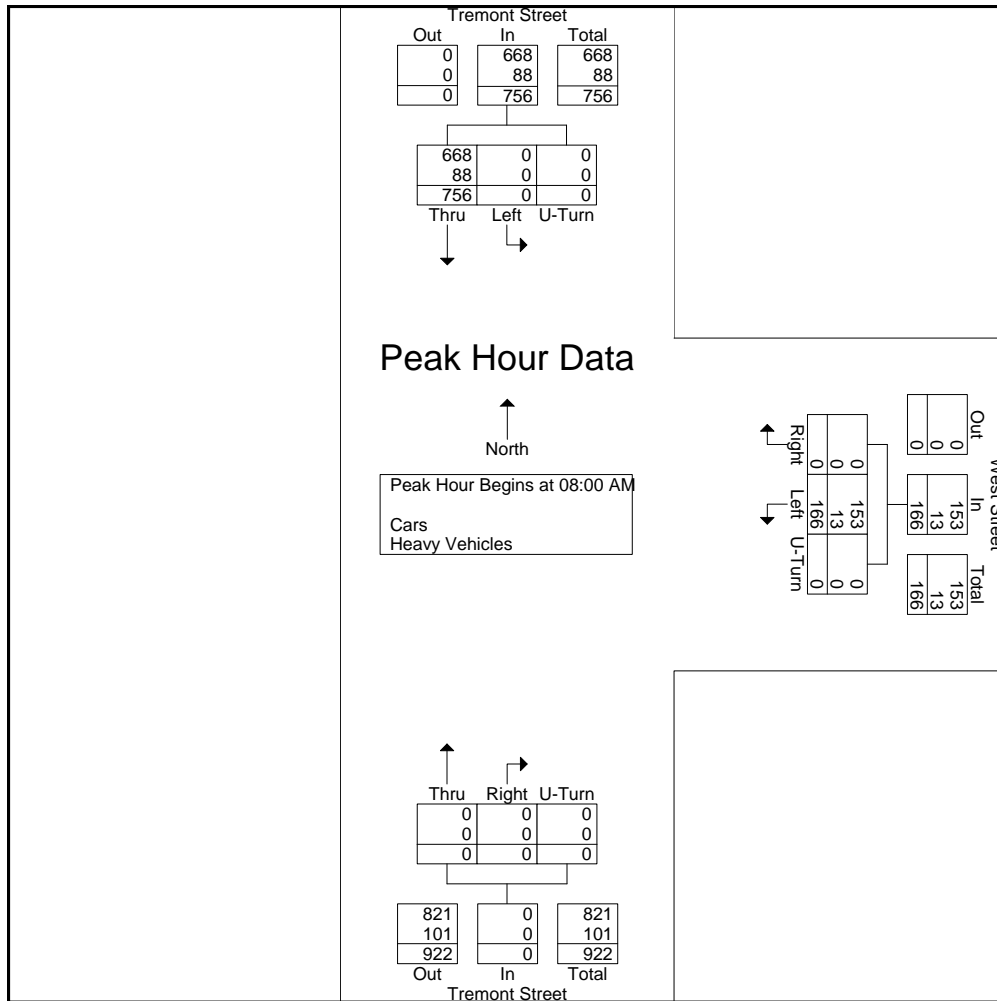 Tremont Street
Out In Total
0 668 668
0 88 88
0 756 756
668 0 0
88 0 0
756 0 0
Thru Left U-Turn
Peak Hour Data
North
Peak Hour Begins at 08:00 AM
Cars
Heavy Vehicles
Right Left U-Turn
0 153 0
0 13 0
0 166 0
West Street
Out In Total
0 153 153
0 13 13
0 166 166
Thru Right U-Turn
0 0 0
0 0 0
0 0 0
821 0 821
101 0 101
922 0 922
Out In Total
Tremont Street